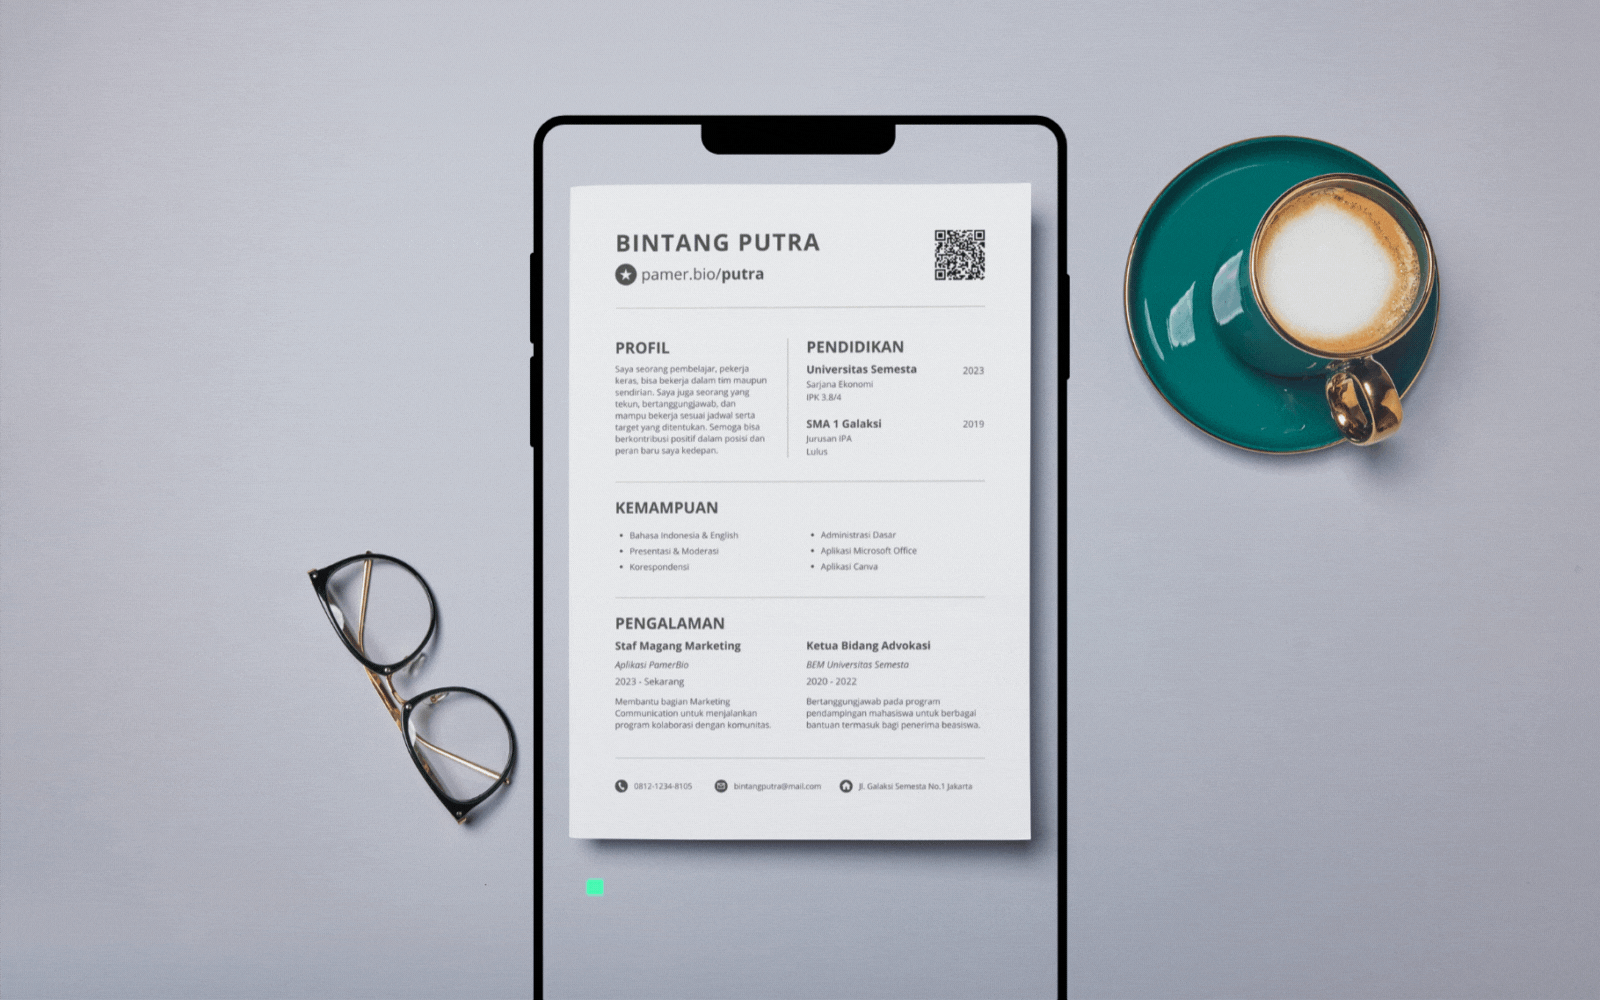 BINTANG PUTRA
pamer.bio/putra
PROFIL
Saya seorang pembelajar, pekerja
keras, bisa bekerja dalam tim maupun
sendirian. Saya juga seorang yang
tekun, bertanggungjawab, dan
mampu bekerja sesuai jadwal serta
target yang ditentukan. Semoga bisa
berkontribusi positif dalam posisi dan
peran baru saya kedepan.
PENDIDIKAN
Universitas Semesta 2023
Sarjana Ekonomi
IPK 3.8/4
SMA 1 Galaksi 2019
Jurusan IPA
Lulus
KEMAMPUAN
• Bahasa Indonesia & English
• Presentasi & Moderasi
• Korespondensi
• Administrasi Dasar
• Aplikasi Microsoft Office
• Aplikasi Canva
PENGALAMAN
Staf Magang Marketing
Aplikasi PamerBio
2023 - Sekarang
Membantu bagian Marketing
Communication untuk menjalankan
program kolaborasi dengan komunitas.
Ketua Bidang Advokasi
BEM Universitas Semesta
2020 - 2022
Bertanggungjawab pada program
pendampingan mahasiswa untuk berbagai
bantuan termasuk bagi penerima beasiswa.
0812-1234-8105 bintangputra@mail.com Jl. Galaksi Semesta No.1 Jakarta